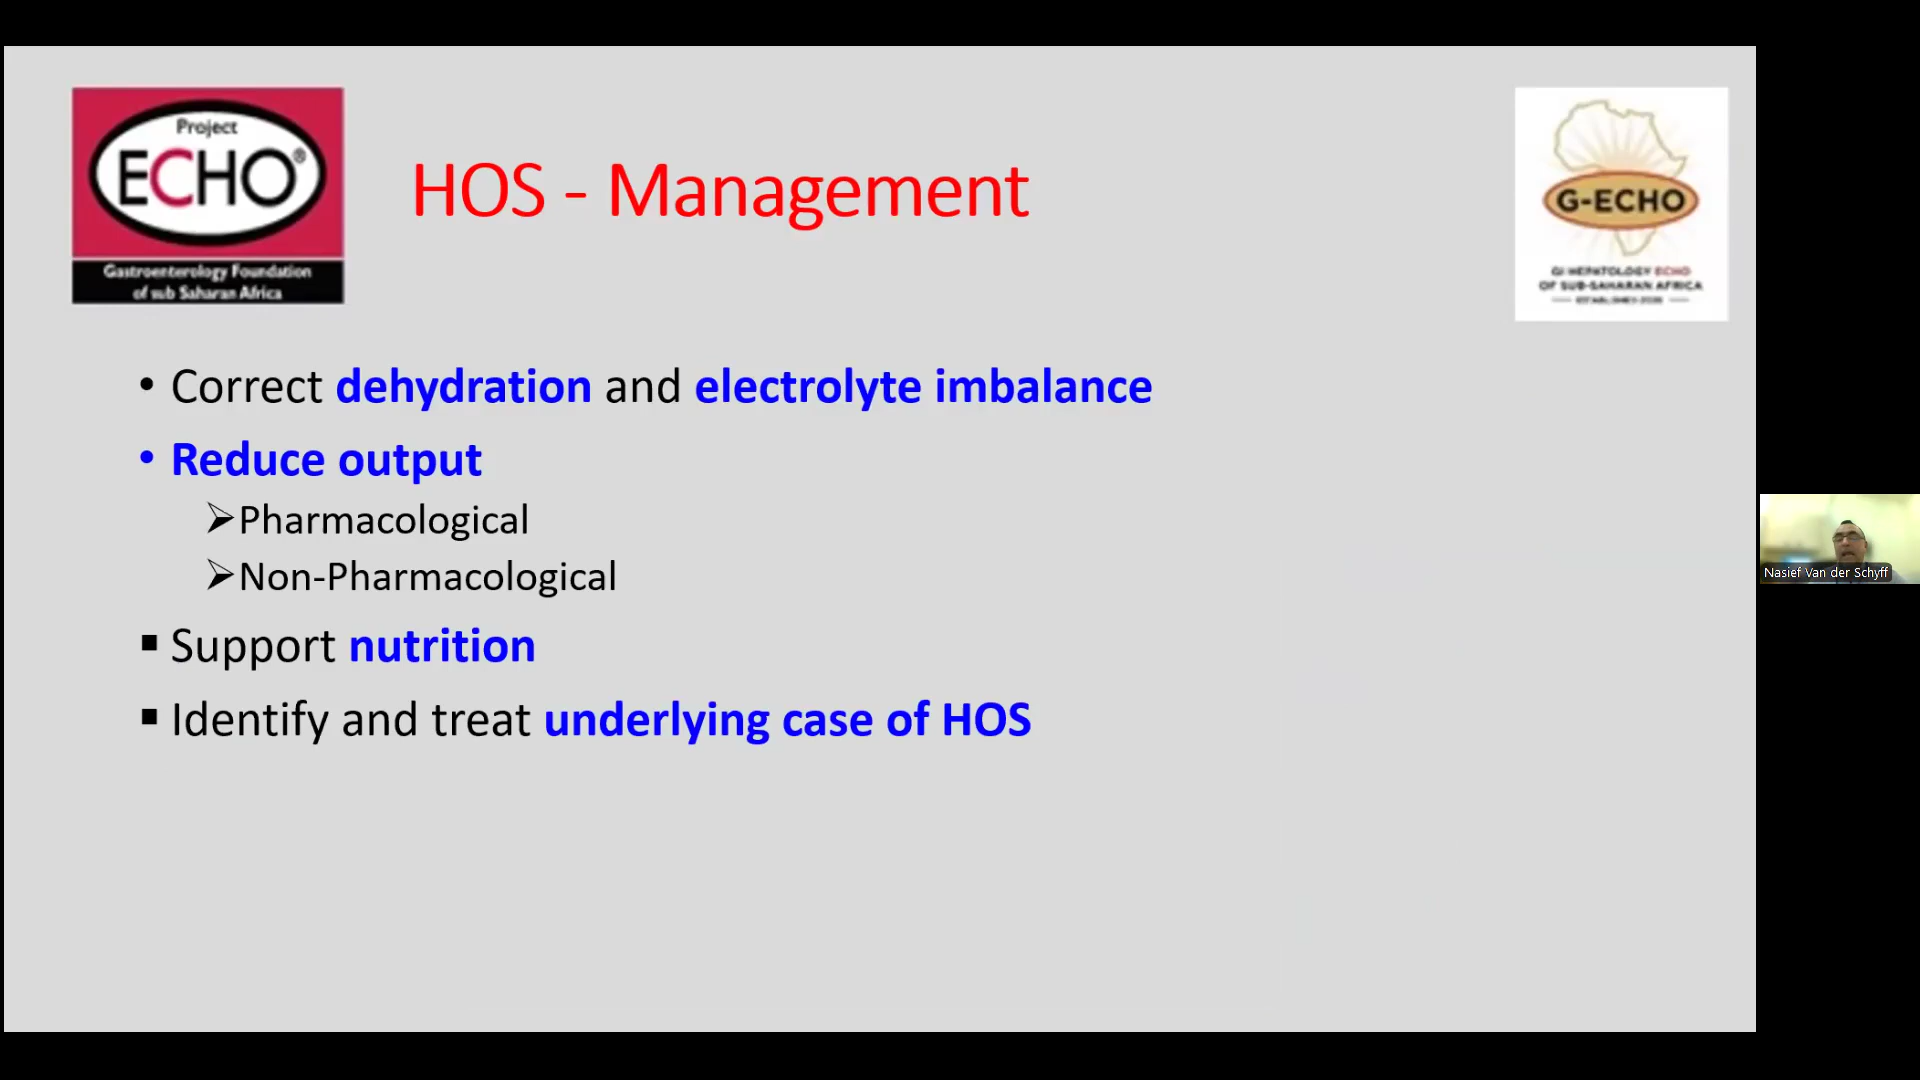 Project
ECHO®
Gastroenterology Foundation
of sub Saharan Africa
HOS - Management
G-ECHO
GI HEPATOLOGY ECHO
OF SUB-SAHARAN AFRICA
• Correct dehydration and electrolyte imbalance
• Reduce output
➢Pharmacological
➢Non-Pharmacological
▪ Support nutrition
▪ Identify and treat underlying case of HOS
Nasief Van der Schyff